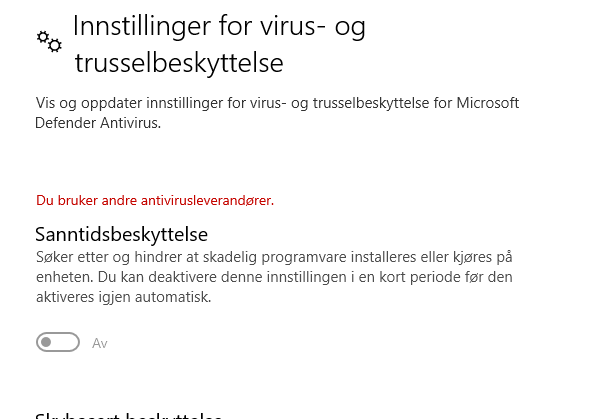 Innstillinger for virus- og
trusselbeskyttelse
Vis og oppdater innstillinger for virus- og trusselbeskyttelse for Microsoft
Defender Antivirus.
Du bruker andre antivirusleverandører.
Sanntidsbeskyttelse
Søker etter og hindrer at skadelig programvare installeres eller kjøres på
enheten. Du kan deaktivere denne innstillingen i en kort periode før den
aktiveres igjen automatisk.
Av
Skybasert beskyttelse